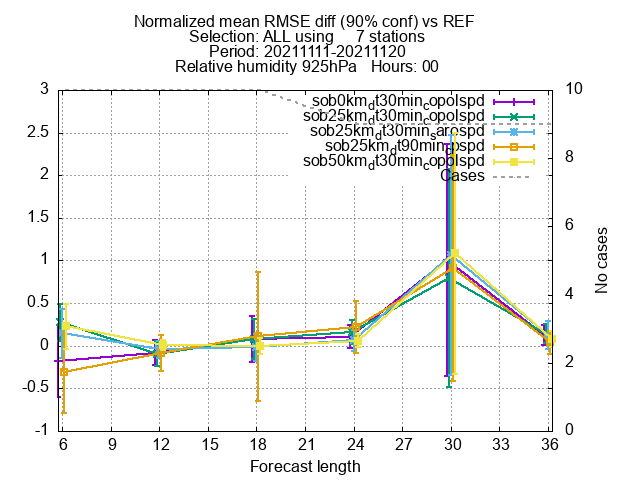 Normalized mean RMSE diff (90% conf) vs REF
Selection: ALL using 7 stations
Period: 20211111-20211120
Relative humidity 925hPa Hours: 00
sob0km_dt30min_copolspd
sob25km_dt30min_copolspd
sob25km_dt30min_sarospd
sob25km_dt90min
sob50km_dt30min_copolspd
Cases
3
2.5
2
1.5
1
0.5
0
-0.5
-1
10
8
6
4
2
0
No cases
6 9 12 15 18 21 24 27 30 33 36
Forecast length